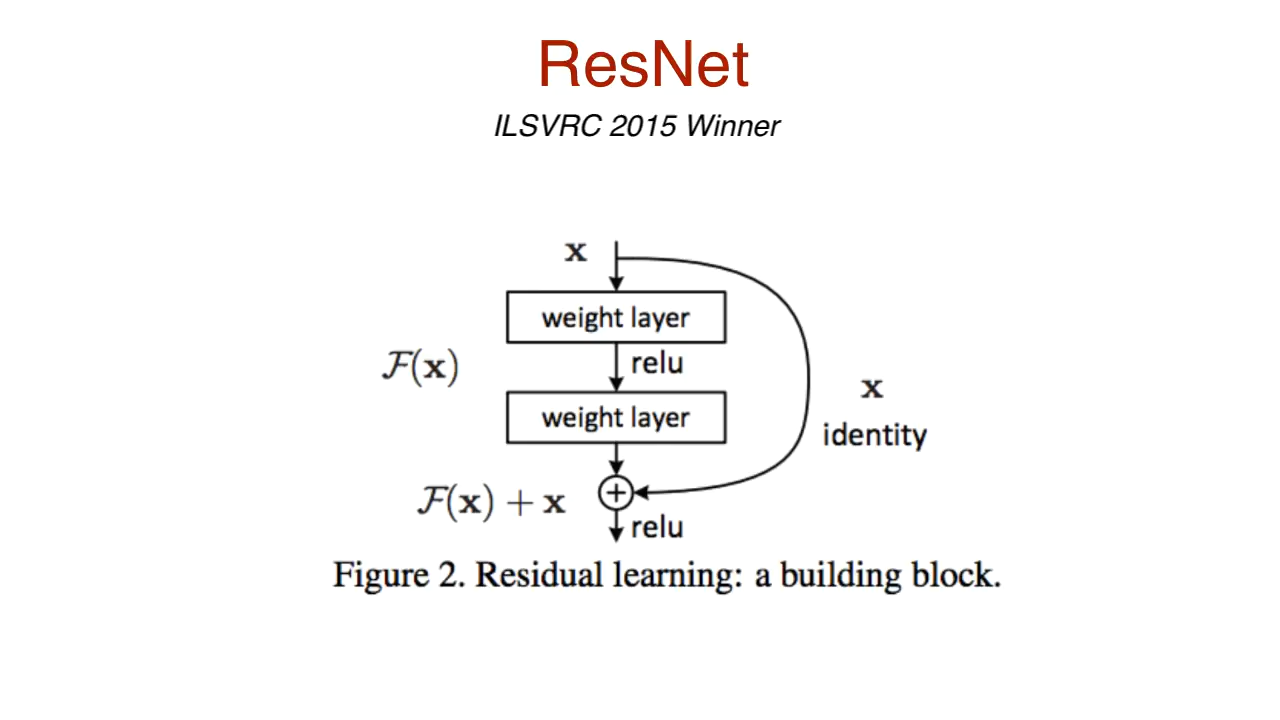 ResNet
ILSVRC 2015 Winner
x
weight layer
relu
F(x)
weight layer
x
identity
F(x) + x
relu
Figure 2. Residual learning: a building block.